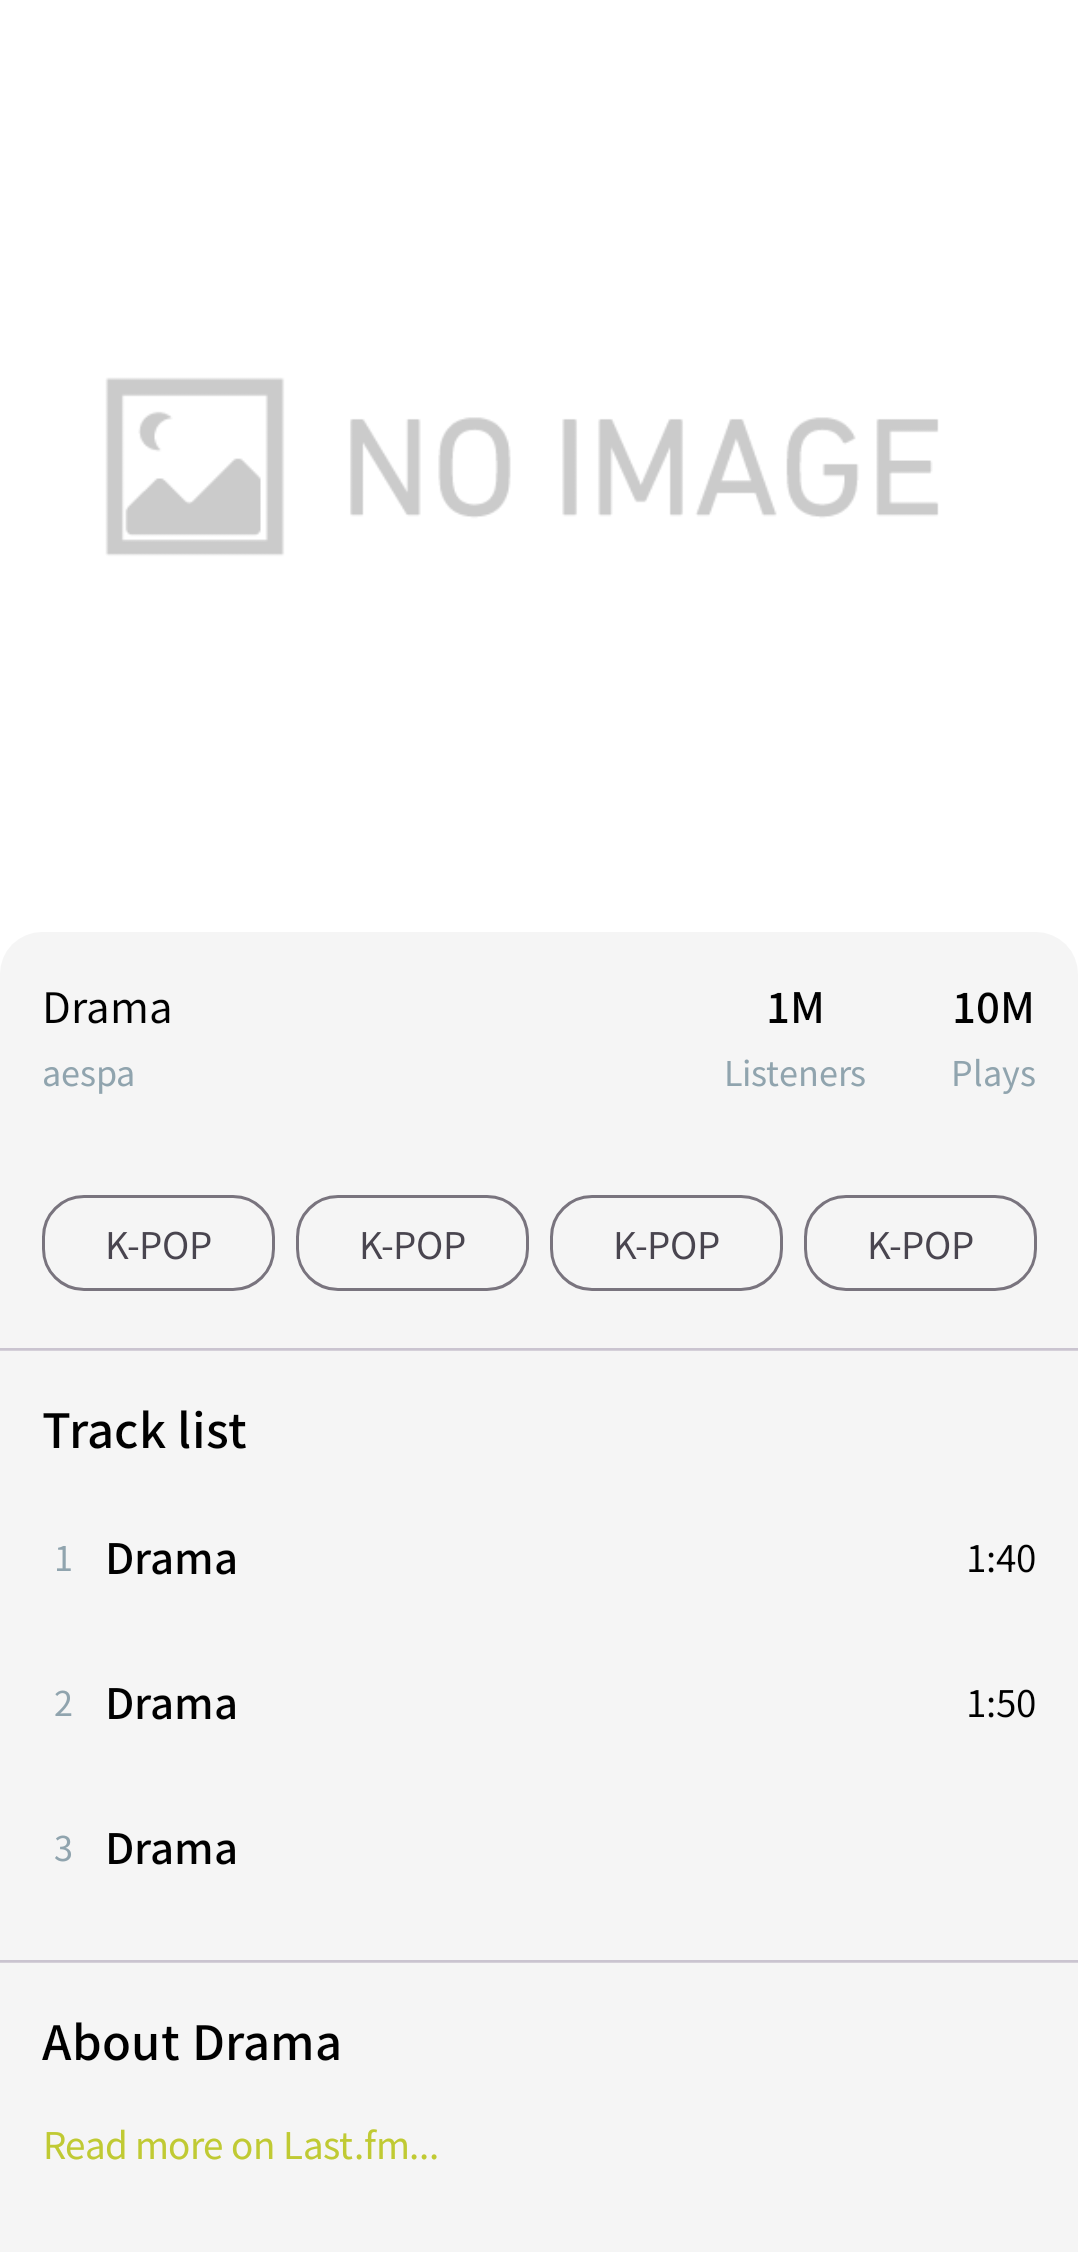 NO IMAGE
Drama 1M 10M
aespa Listeners Plays
K-POP K-POP K-POP K-POP
Track list
1 Drama 1:40
2 Drama 1:50
3 Drama
About Drama
Read more on Last.fm...